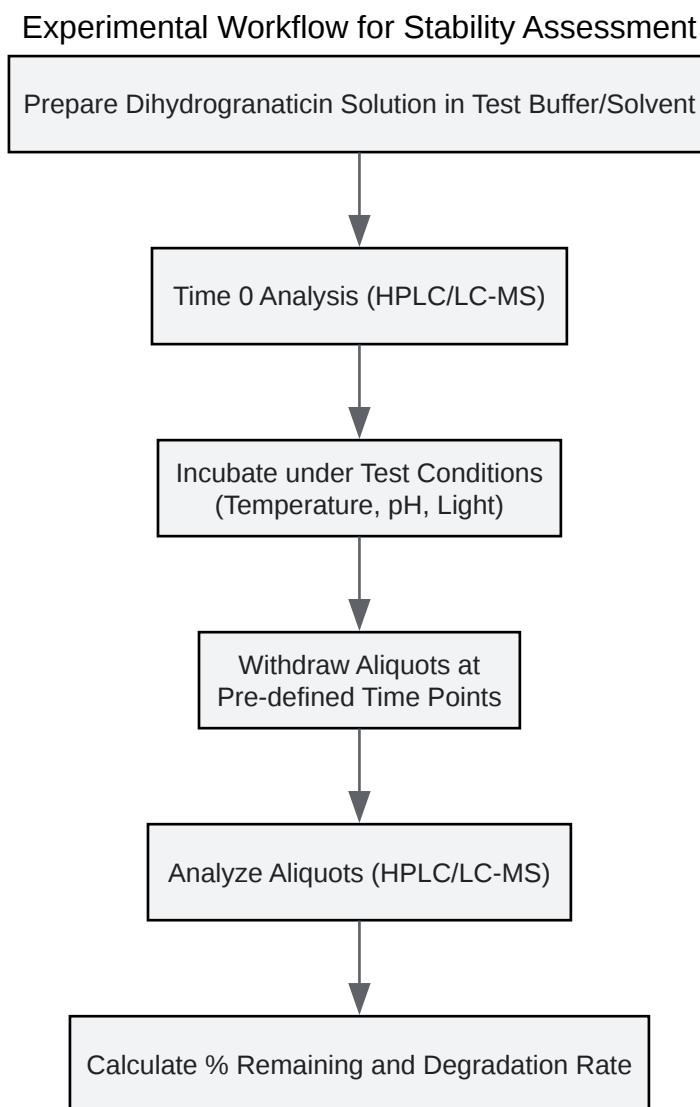 Experimental Workflow for Stability Assessment
Prepare Dihydrogranaticin Solution in Test Buffer/Solvent
Time 0 Analysis (HPLC/LC-MS)
Incubate under Test Conditions
(Temperature, pH, Light)
Withdraw Aliquots at
Pre-defined Time Points
Analyze Aliquots (HPLC/LC-MS)
Calculate % Remaining and Degradation Rate